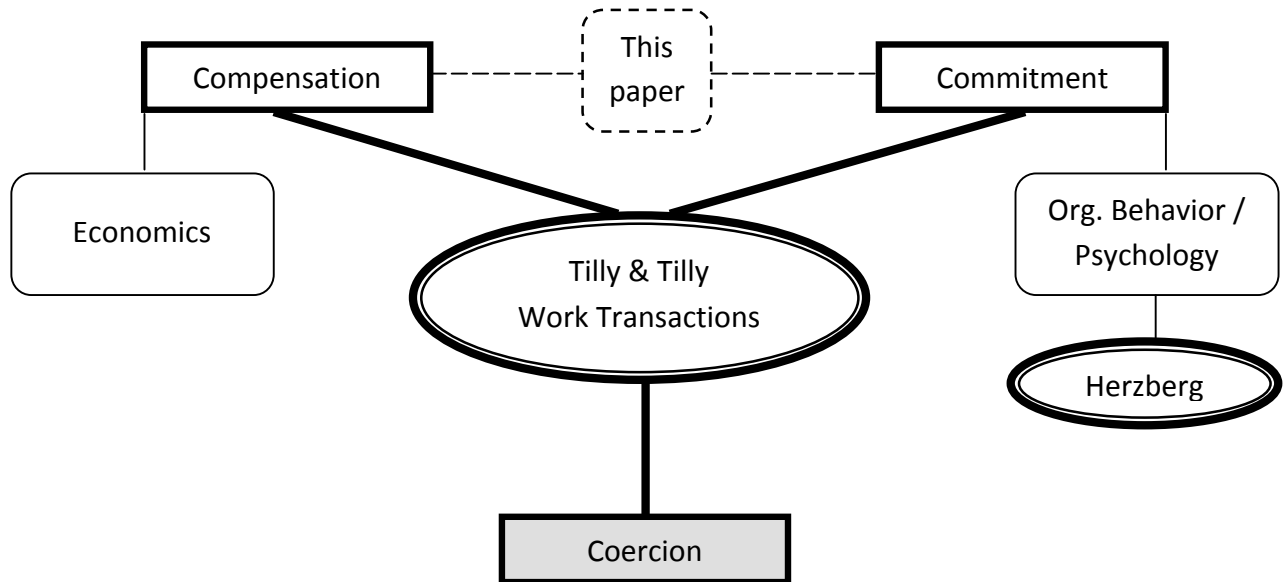 This
paper
Compensation
Commitment
Economics
Org. Behavior /
Psychology
Tilly & Tilly
Work Transactions
Herzberg
Coercion